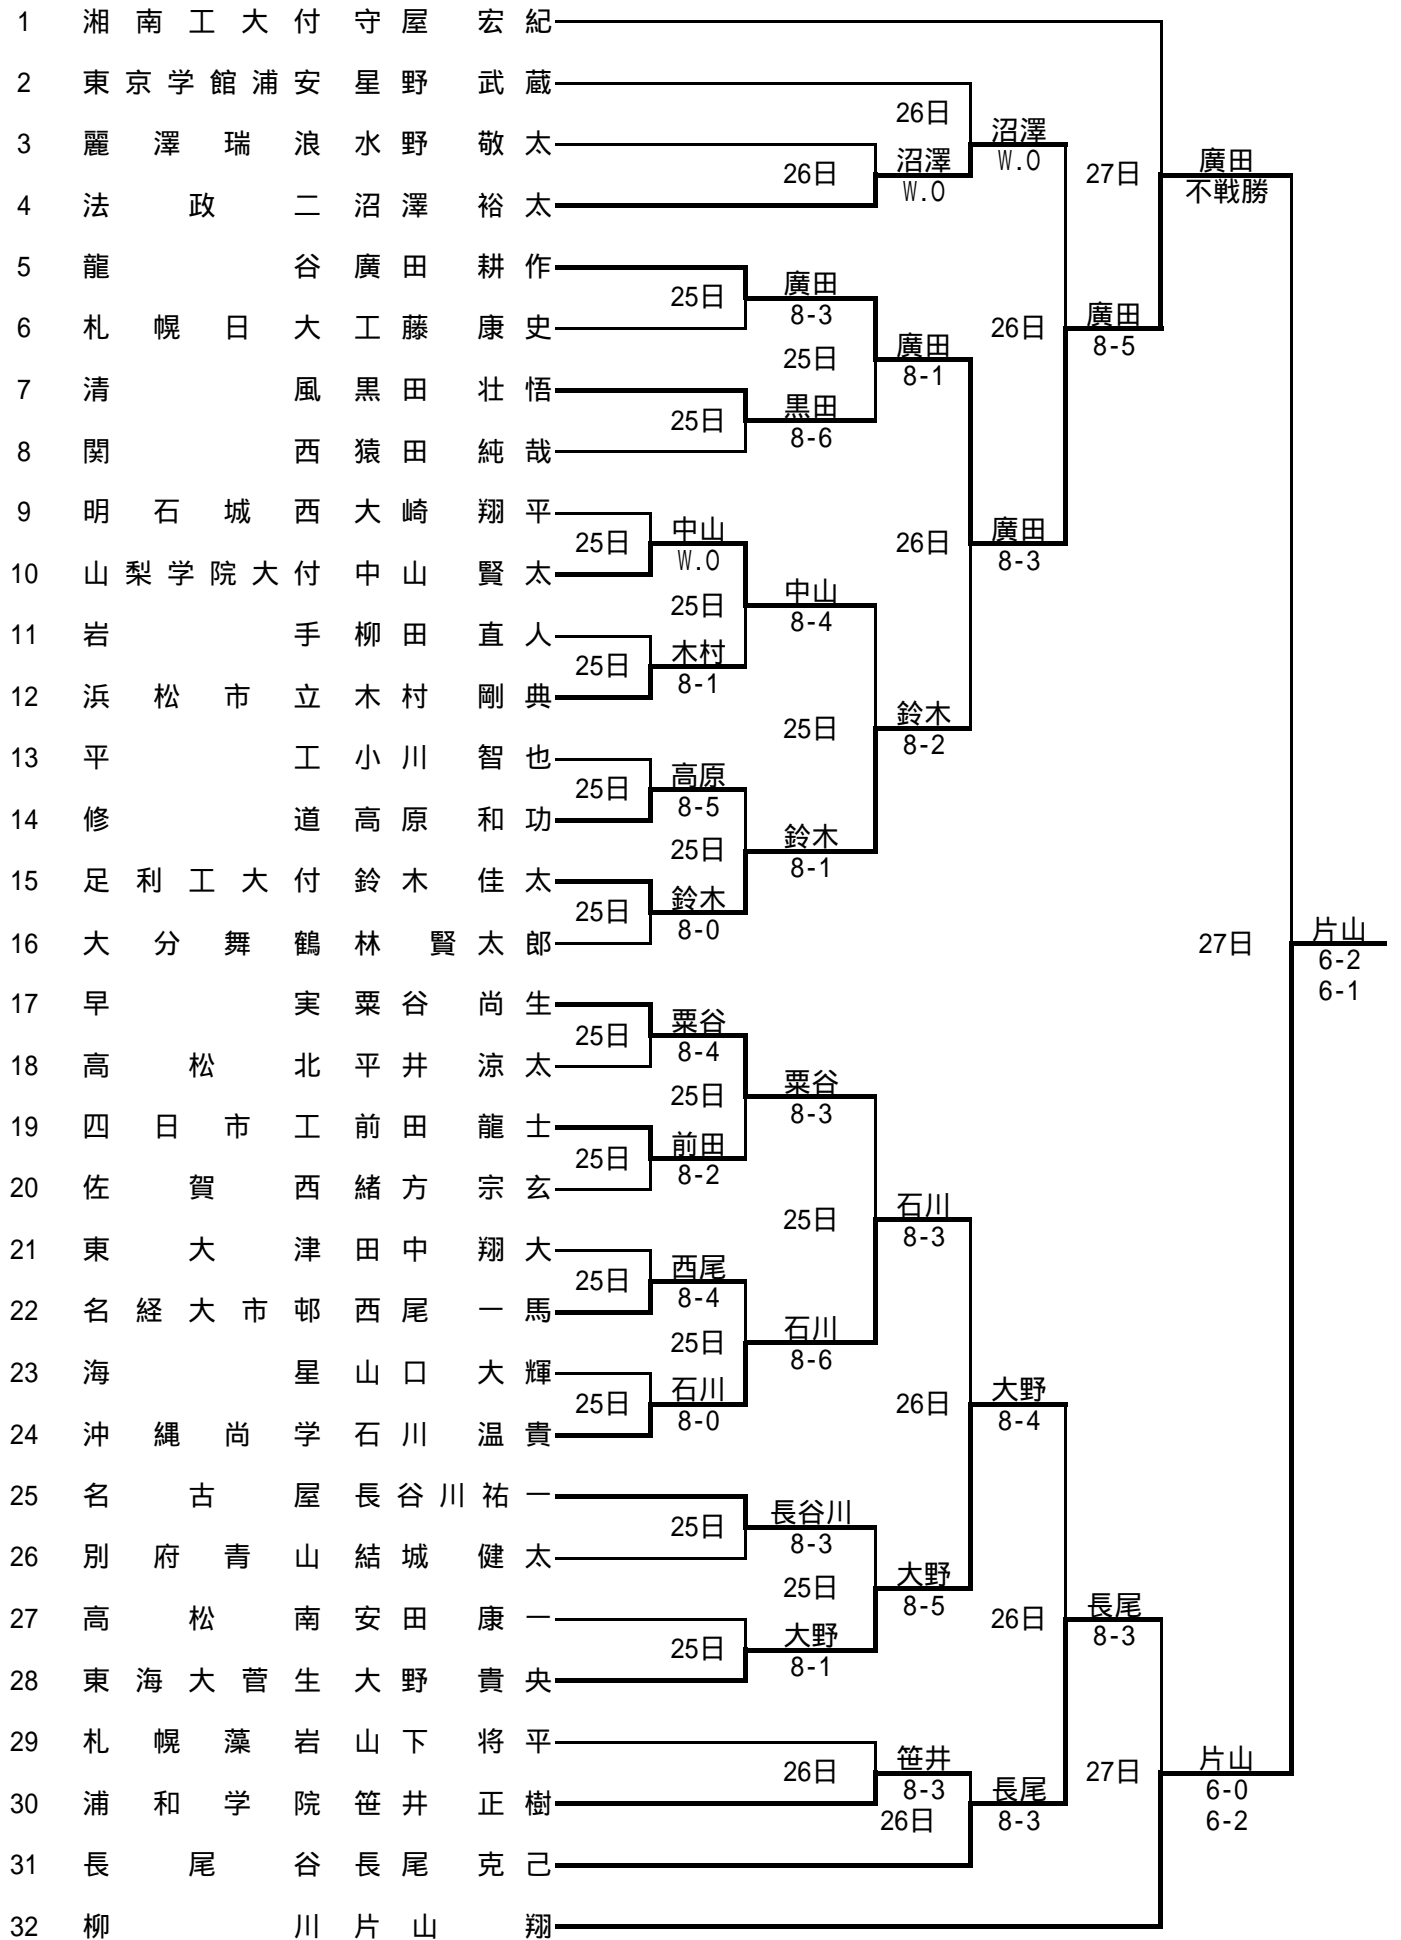 1 湘南工大付 守屋 宏紀
2 東京学館浦安 星野 武蔵
26日 沼澤
3 麗澤瑞浪 水野 敬太
沼澤 W.O 廣田
26日 27日
W.O 不戦勝
4 法政二 沼澤 裕太
5 龍谷 廣田 耕作
25日 廣田
8-3 廣田
6 札幌日大 工藤 康史
26日
25日 廣田 8-5
8-1
7 清風 黒田 壮悟
25日 黒田
8-6
8 関西 猿田 純哉
9 明石城西 大崎 翔平
25日 中山 26日 廣田
W.O 8-3
10 山梨学院大付 中山 賢太
25日 中山
8-4
11 岩手 柳田 直人
25日 木村
8-1
12 浜松市立 木村 剛典
25日 鈴木
8-2
13 平工 小川 智也
25日 高原
8-5
14 修道 高原 和功
25日 鈴木
8-1
15 足利工大付 鈴木 佳太
25日 鈴木
8-0
16 大分舞鶴 林 賢太郎
27日 片山
6-2
6-1
17 早実 粟谷 尚生
25日 粟谷
8-4
18 高松北 平井 涼太
25日 粟谷
8-3
19 四日市工 前田 龍士
25日 前田
8-2
20 佐賀西 緒方 宗玄
25日 石川
8-3
21 東大津 田中 翔大
25日 西尾
8-4
22 名経大市邨 西尾 一馬
25日 石川
8-6
23 海星 山口 大輝
25日 石川 26日 大野
8-0 8-4
24 沖縄尚学 石川 温貴
25 名古屋 長谷川 祐一
25日 長谷川
8-3
26 別府青山 結城 健太
25日 大野
8-5
27 高松南 安田 康一
26日 長尾
8-3
25日 大野
8-1
28 東海大菅生 大野 貴央
29 札幌藻岩 山下 将平
26日 笹井 27日 片山
8-3 長尾 6-0
30 浦和学院 笹井 正樹
26日 8-3 6-2
31 長尾谷 長尾 克己
32 柳川 片山 翔